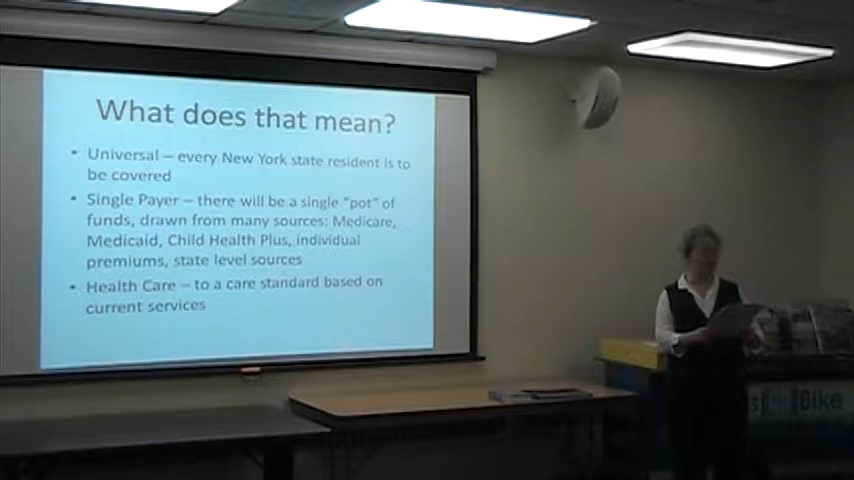 What does that mean?
• Universal – every New York state resident is to
be covered
• Single Payer – there will be a single "pot" of
funds, drawn from many sources: Medicare,
Medicaid, Child Health Plus, individual
premiums, state level sources
• Health Care – to a care standard based on
current services
Bike